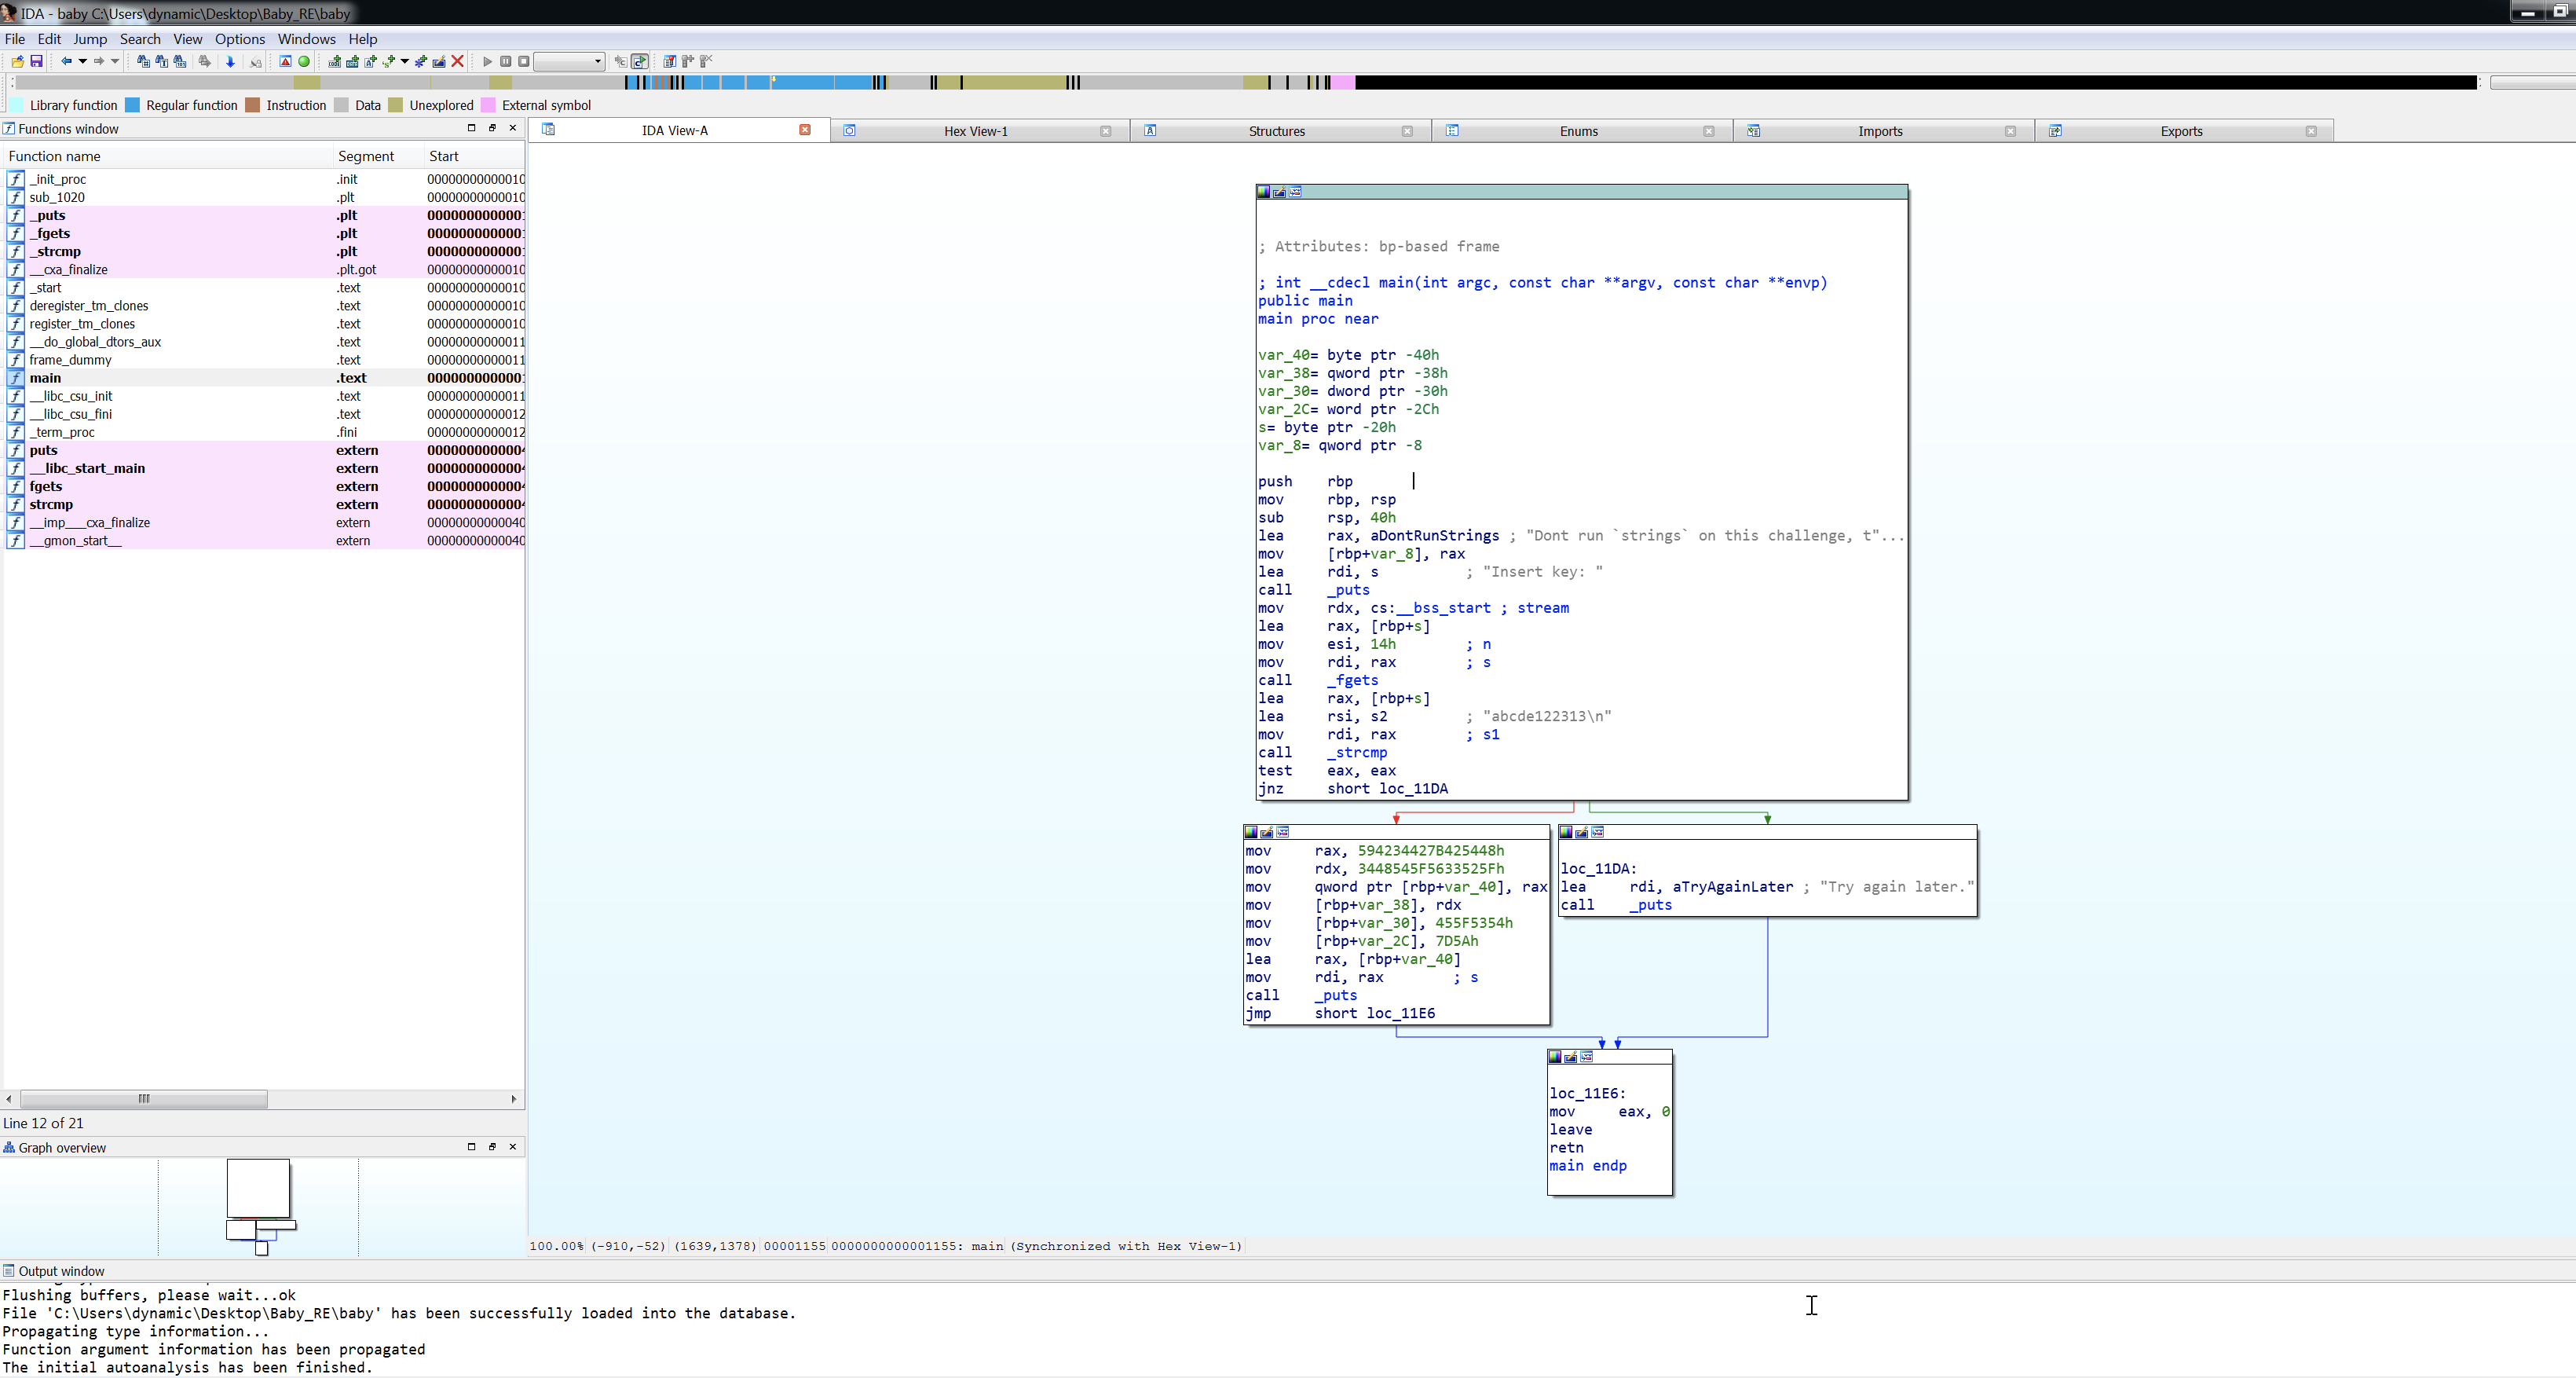 IDA - baby C:\Users\dynamic\Desktop\Baby_RE\baby
File Edit Jump Search View Options Windows Help
Library function Regular function Instruction Data Unexplored External symbol
Functions window
IDA View-A Hex View-1 Structures Enums Imports Exports
Function name Segment Start
_init_proc .init 00000000000010
sub_1020 .plt 00000000000010
_puts .plt 000000000001
_fgets .plt 000000000001
_strcmp .plt 000000000001
__cxa_finalize .plt.got 00000000000010
_start .text 00000000000010
deregister_tm_clones .text 00000000000010
register_tm_clones .text 00000000000010
__do_global_dtors_aux .text 00000000000011
frame_dummy .text 00000000000011
main .text 000000000001
__libc_csu_init .text 00000000000011
__libc_csu_fini .text 00000000000012
_term_proc .fini 00000000000012
puts extern 000000000004
__libc_start_main extern 000000000004
fgets extern 000000000004
strcmp extern 000000000004
__imp___cxa_finalize extern 00000000000040
__gmon_start__ extern 00000000000040
Line 12 of 21
Graph overview
; Attributes: bp-based frame
; int __cdecl main(int argc, const char **argv, const char **envp)
public main
main proc near
var_40= byte ptr -40h
var_38= qword ptr -38h
var_30= dword ptr -30h
var_2C= word ptr -2Ch
s= byte ptr -20h
var_8= qword ptr -8
push rbp
mov rbp, rsp
sub rsp, 40h
lea rax, aDontRunStrings ; "Dont run `strings` on this challenge, t"...
mov [rbp+var_8], rax
lea rdi, s ; "Insert key: "
call _puts
mov rdx, cs:__bss_start ; stream
lea rax, [rbp+s]
mov esi, 14h ; n
mov rdi, rax ; s
call _fgets
lea rax, [rbp+s]
lea rsi, s2 ; "abcde122313\n"
mov rdi, rax ; s1
call _strcmp
test eax, eax
jnz short loc_11DA
mov rax, 594234427B425448h
mov rdx, 3448545F5633525Fh
mov qword ptr [rbp+var_40], rax
mov [rbp+var_38], rdx
mov [rbp+var_30], 455F5354h
mov [rbp+var_2C], 7D5Ah
lea rax, [rbp+var_40]
mov rdi, rax ; s
call _puts
jmp short loc_11E6
loc_11DA:
lea rdi, aTryAgainLater ; "Try again later."
call _puts
loc_11E6:
mov eax, 0
leave
retn
main endp
100.00% (-910,-52) (1639,1378) 00001155 0000000000001155: main (Synchronized with Hex View-1)
Output window
Flushing buffers, please wait...ok
File 'C:\Users\dynamic\Desktop\Baby_RE\baby' has been successfully loaded into the database.
Propagating type information...
Function argument information has been propagated
The initial autoanalysis has been finished.